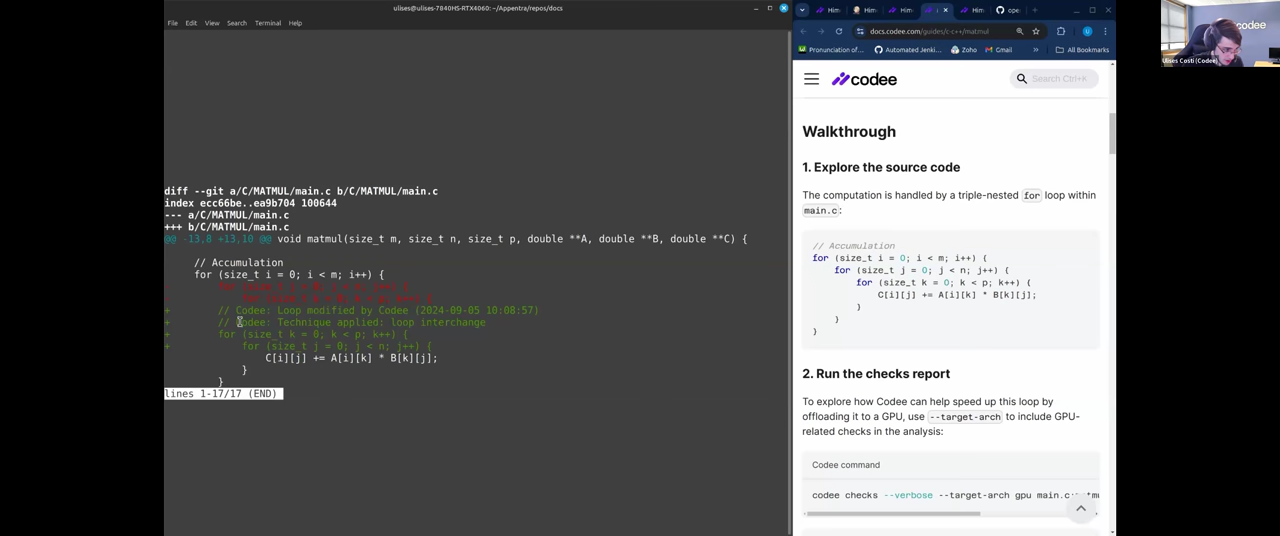 ulises@ulises-7840HS-RTX4060: ~/Appentra/repos/docs
File Edit View Search Terminal Help
diff --git a/C/MATMUL/main.c b/C/MATMUL/main.c
index ecc66be..ea9b704 100644
--- a/C/MATMUL/main.c
+++ b/C/MATMUL/main.c
@@ -13,8 +13,10 @@ void matmul(size_t m, size_t n, size_t p, double **A, double **B, double **C) {
// Accumulation
for (size_t i = 0; i < m; i++) {
- for (size_t j = 0; j < n; j++) {
- for (size_t k = 0; k < p; k++) {
+ // Codee: Loop modified by Codee (2024-09-05 10:08:57)
+ // Codee: Technique applied: loop interchange
+ for (size_t k = 0; k < p; k++) {
+ for (size_t j = 0; j < n; j++) {
C[i][j] += A[i][k] * B[k][j];
}
}
lines 1-17/17 (END)
docs.codee.com/guides/c-c++/matmul
Pronunciation of... Automated Jenki... Zoho Gmail » All Bookmarks
codee
Search Ctrl+K
Walkthrough
1. Explore the source code
The computation is handled by a triple-nested for loop within
main.c:
// Accumulation
for (size_t i = 0; i < m; i++) {
for (size_t j = 0; j < n; j++) {
for (size_t k = 0; k < p; k++) {
C[i][j] += A[i][k] * B[k][j];
}
}
}
2. Run the checks report
To explore how Codee can help speed up this loop by
offloading it to a GPU, use --target-arch to include GPU-
related checks in the analysis:
Codee command
codee checks --verbose --target-arch gpu main.c:
codee
Ulises Costi (Codee)